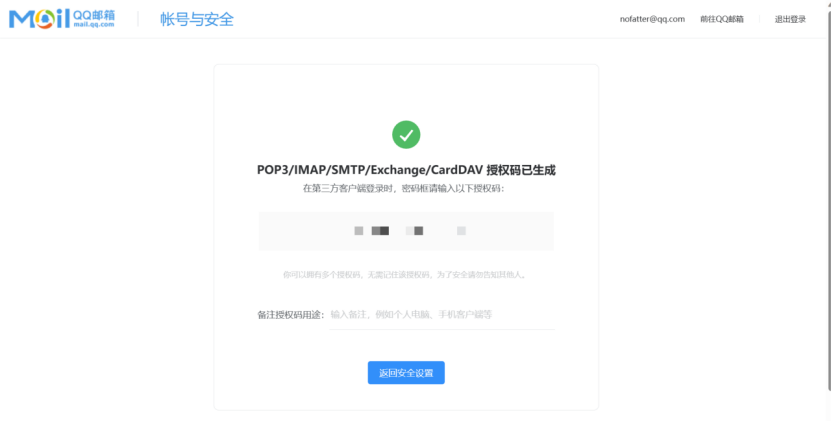 Mail QQ邮箱
mail.qq.com
帐号与安全
nofatter@qq.com
前往QQ邮箱
退出登录
POP3/IMAP/SMTP/Exchange/CardDAV 授权码已生成
在第三方客户端登录时，密码框请输入以下授权码：
你可以拥有多个授权码，无需记住该授权码，为了安全请勿告知其他人。
备注授权码用途： 输入备注，例如个人电脑、手机客户端等
返回安全设置